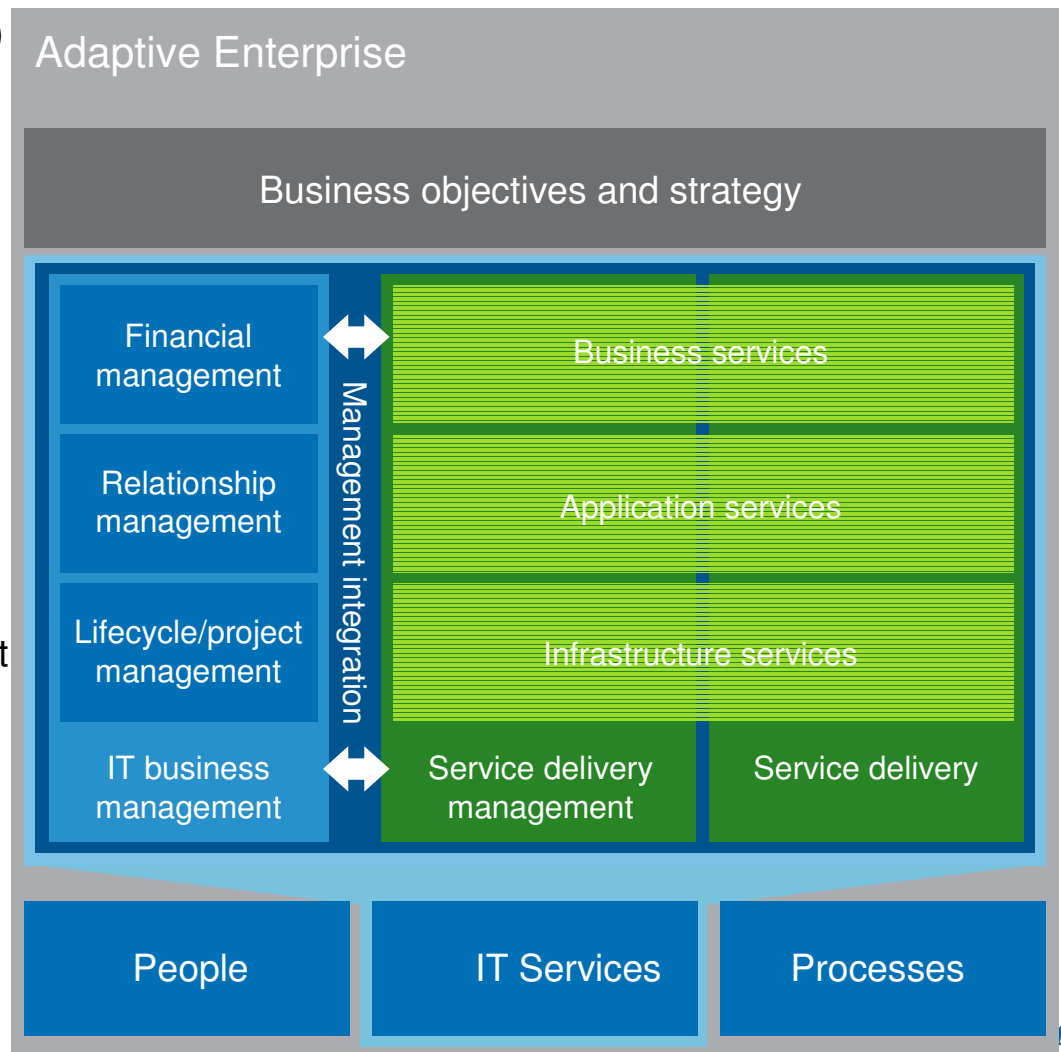 )
Adaptive Enterprise
Business objectives and strategy
Financial
management
Relationship
management
Lifecycle/project
management
IT business
management
Management integration
Business services
Application services
Infrastructure services
Service delivery
management
Service delivery
t
People
IT Services
Processes